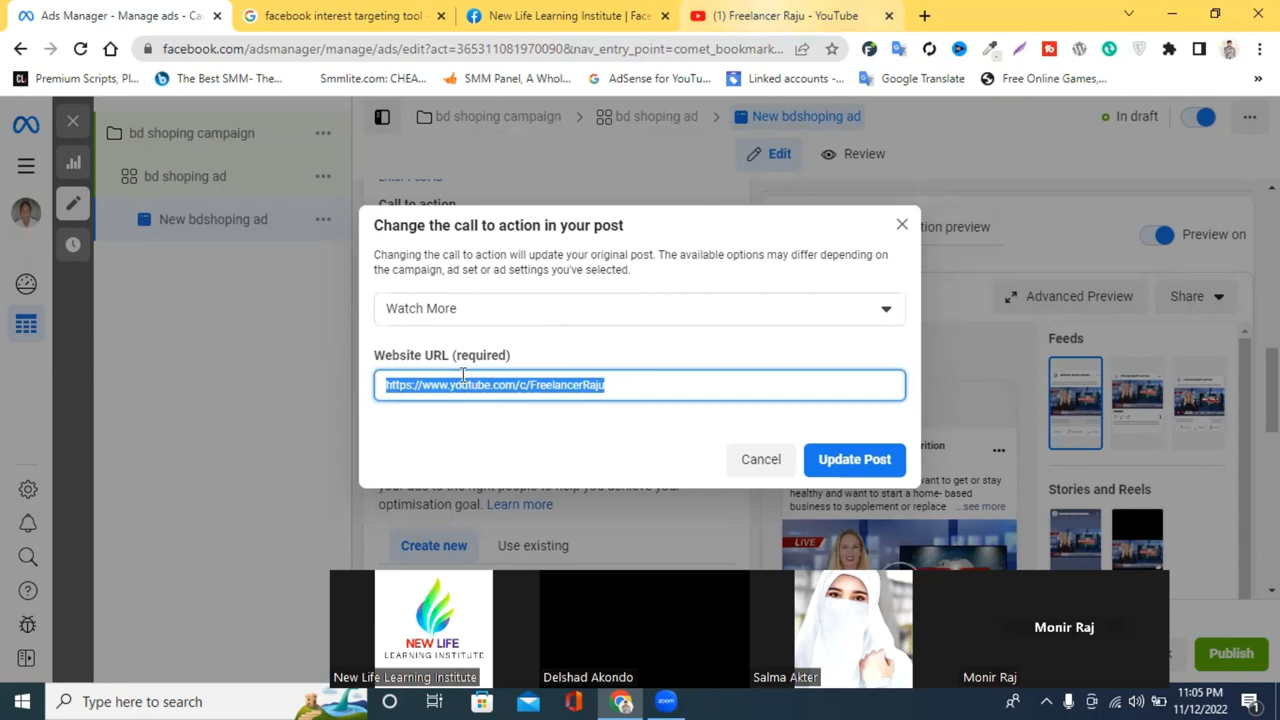 Ads Manager - Manage ads - Ca
facebook interest targeting tool -
New Life Learning Institute | Face
(1) Freelancer Raju - YouTube
facebook.com/adsmanager/manage/ads/edit?act=365311081970090&nav_entry_point=comet_bookmark...
Premium Scripts, Pl...
The Best SMM- The...
Smmlite.com: CHEA...
SMM Panel, A Whol...
AdSense for YouTu...
Linked accounts -...
Google Translate
Free Online Games,...
bd shoping campaign
bd shoping ad
New bdshoping ad
bd shoping campaign
bd shoping ad
New bdshoping ad
In draft
Edit
Review
Enter Post ID
Call to action
Change the call to action in your post
Changing the call to action will update your original post. The available options may differ depending on
the campaign, ad set or ad settings you've selected.
Watch More
Website URL (required)
https://www.youtube.com/c/FreelancerRaju
Cancel
Update Post
on preview
Preview on
Advanced Preview
Share
Feeds
Stories and Reels
rition
want to get or stay
healthy and want to start a home- based
business to supplement or replace
...see more
LIVE
your ads to the right people to help you achieve your
optimisation goal. Learn more
Create new
Use existing
Publish
NEW LIFE
LEARNING INSTITUTE
New Life Learning Institute
Delshad Akondo
Salma Akter
Monir Raj
Monir Raj
Type here to search
11:05 PM
11/12/2022